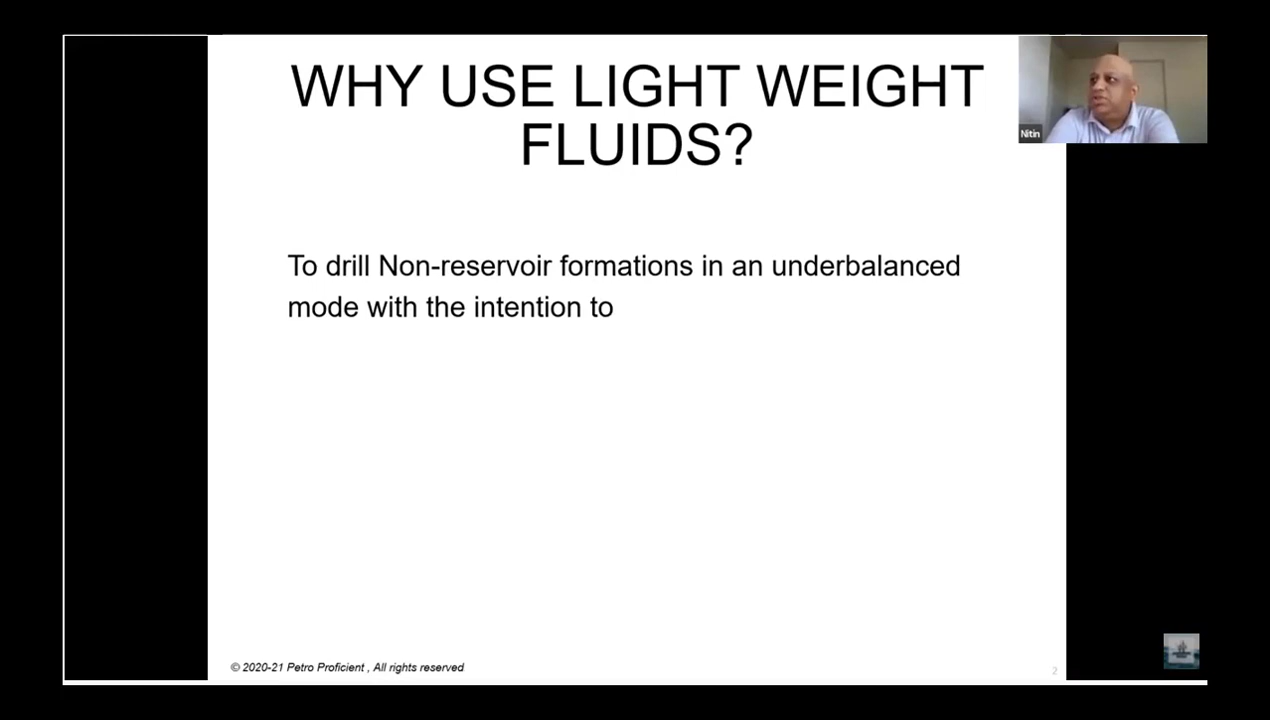 WHY USE LIGHT WEIGHT
FLUIDS?
Nitin
To drill Non-reservoir formations in an underbalanced
mode with the intention to
© 2020-21 Petro Proficient , All rights reserved
2